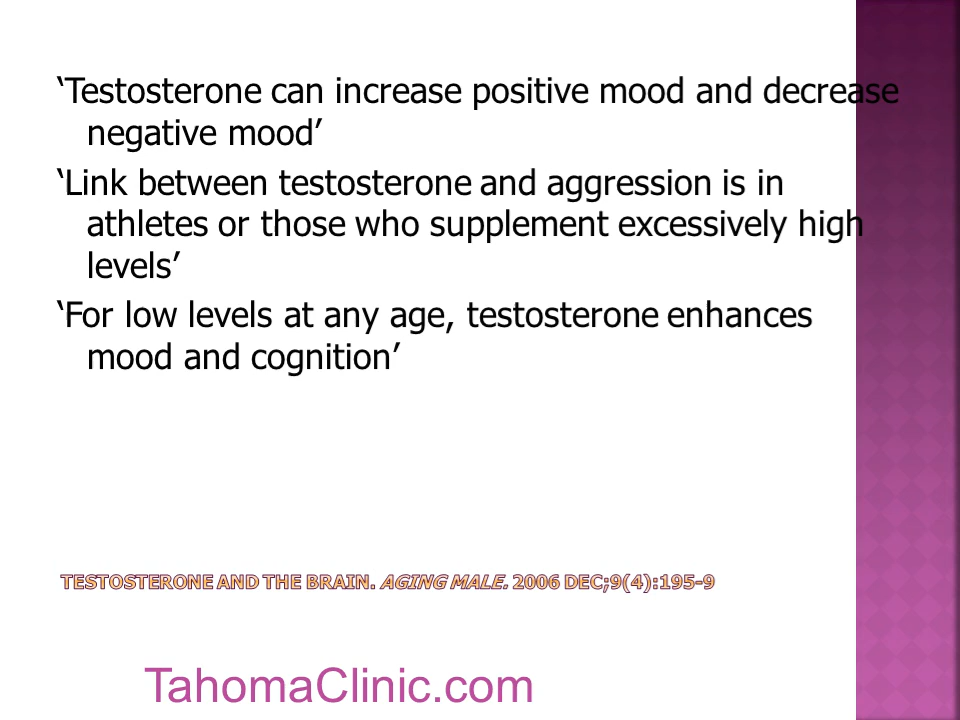 ‘Testosterone can increase positive mood and decrease
negative mood’
‘Link between testosterone and aggression is in
athletes or those who supplement excessively high
levels’
‘For low levels at any age, testosterone enhances
mood and cognition’
TESTOSTERONE AND THE BRAIN. AGING MALE. 2006 DEC;9(4):195-9
TahomaClinic.com